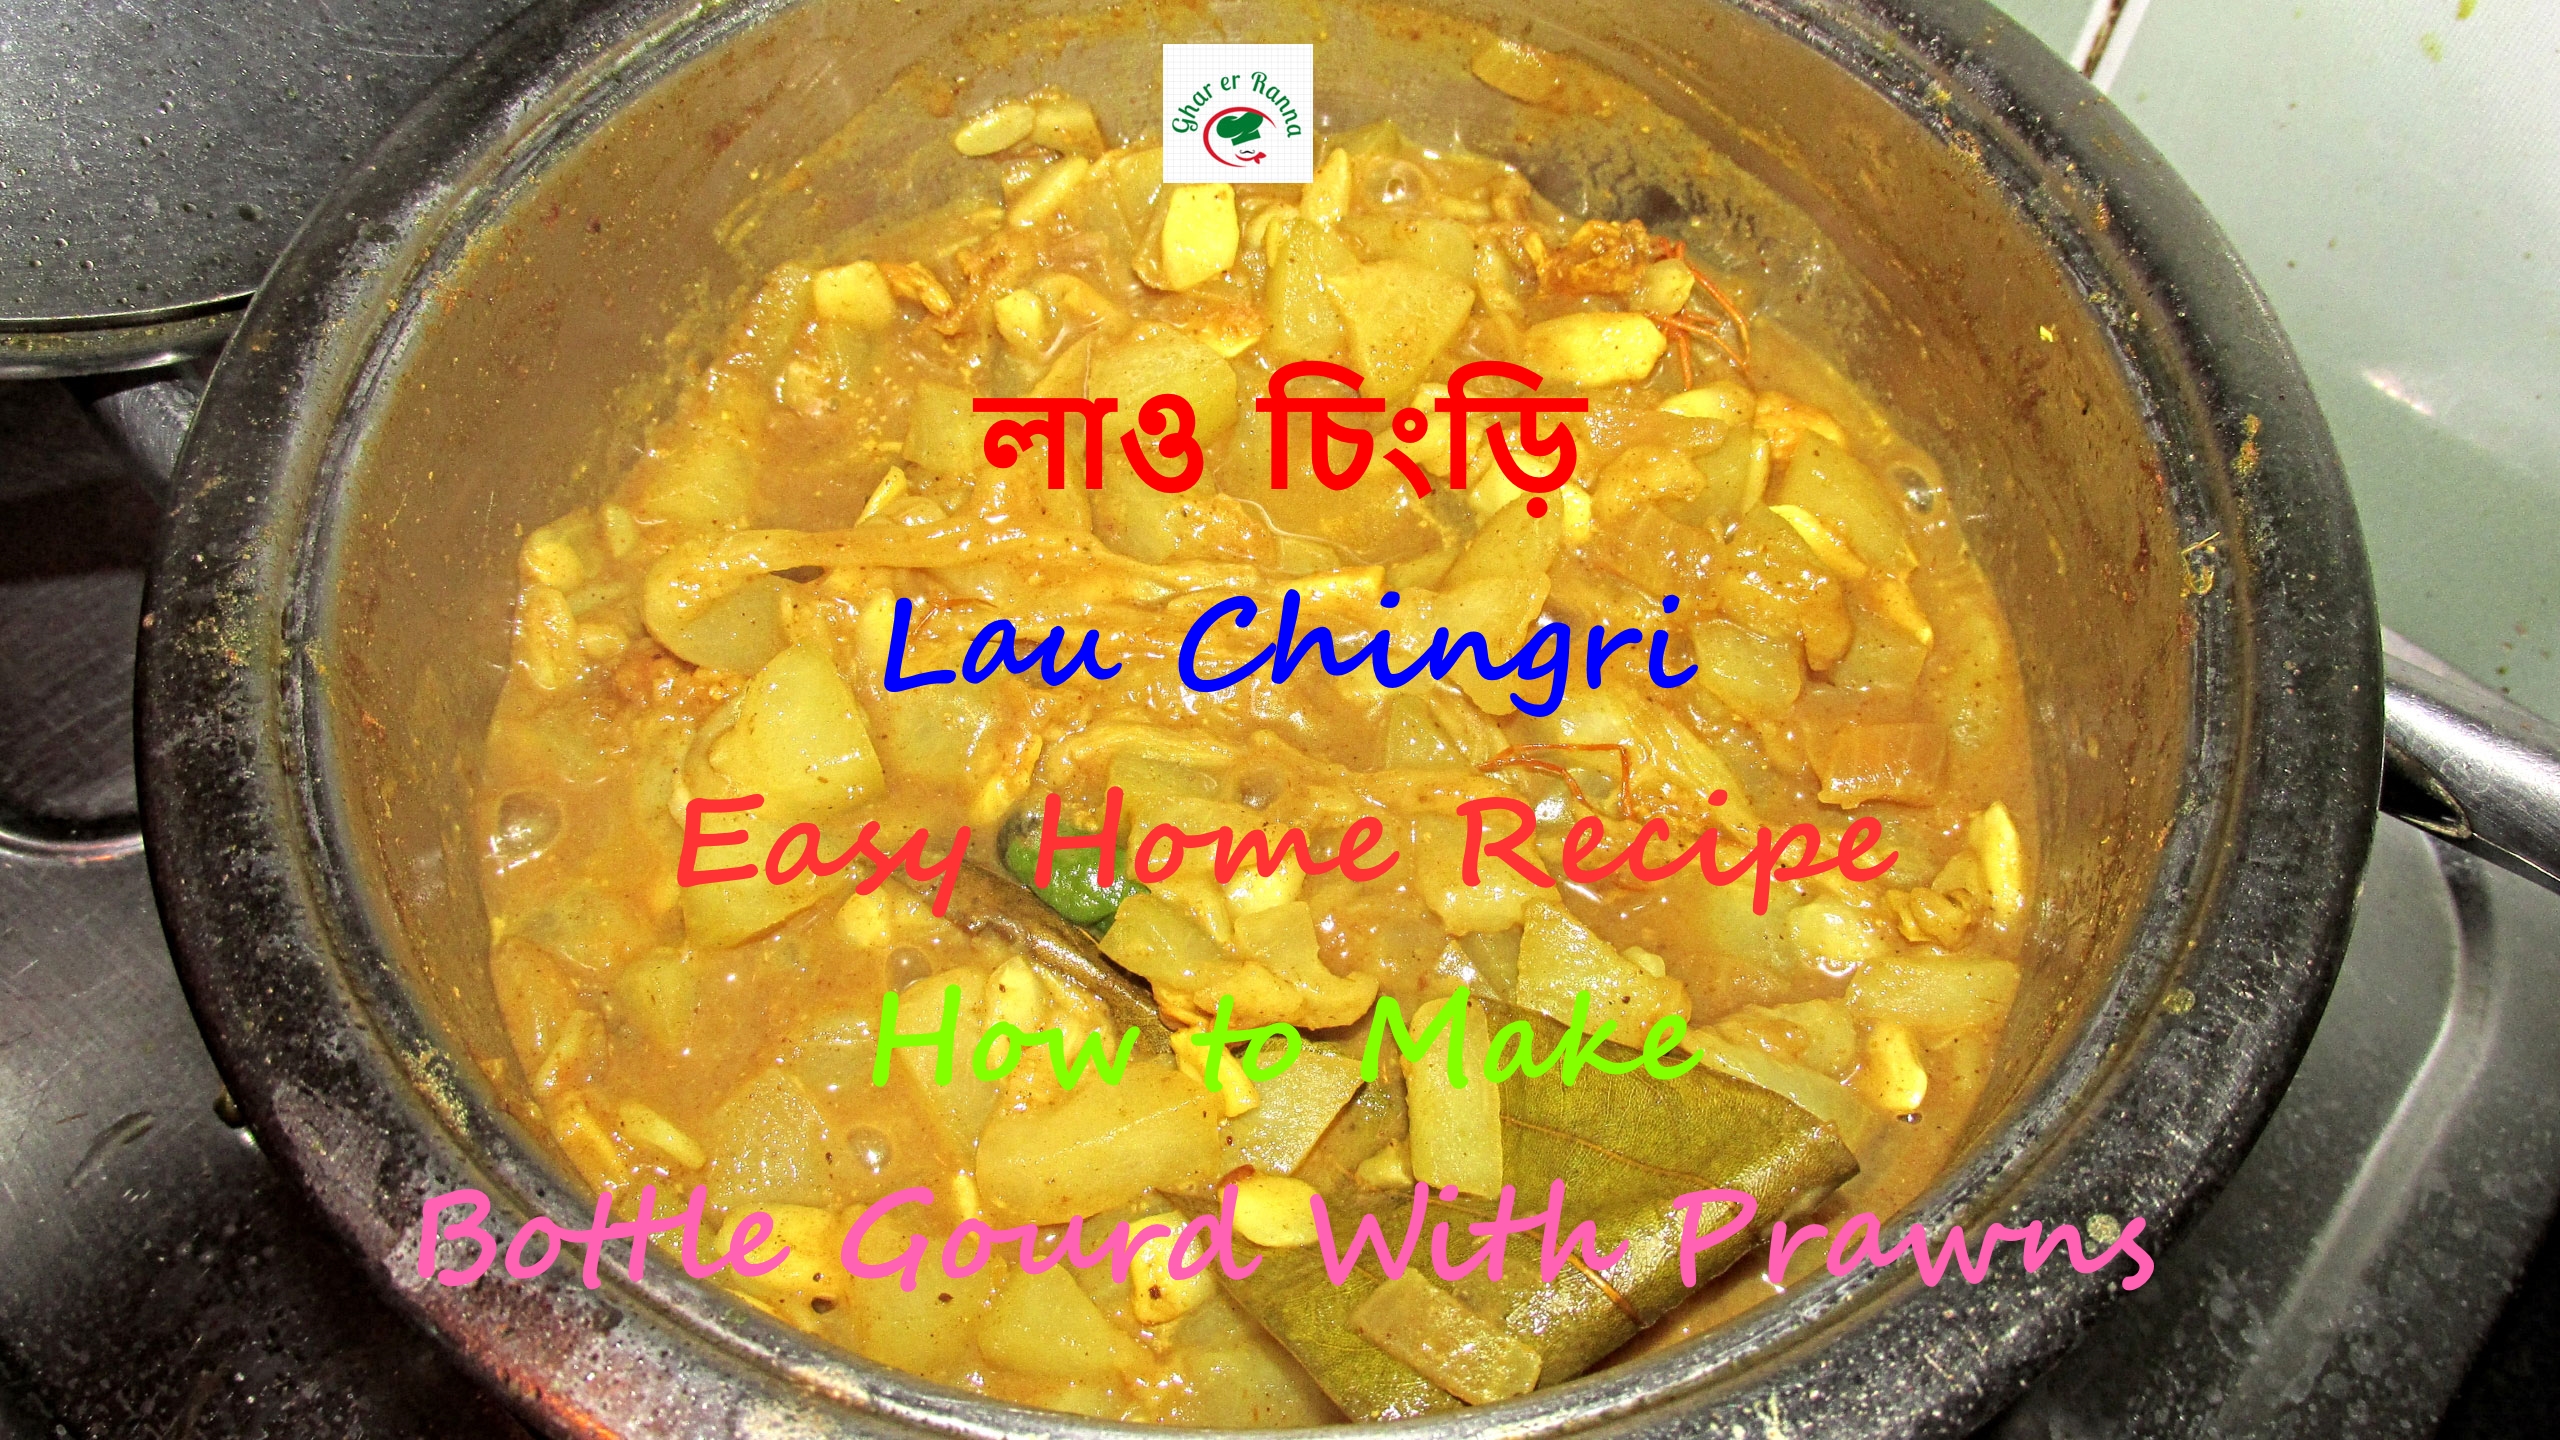 Ghar er Ranna
লাও চিংড়ি
Lau Chingri
Easy Home Recipe
How to Make
Bottle Gourd With Prawns